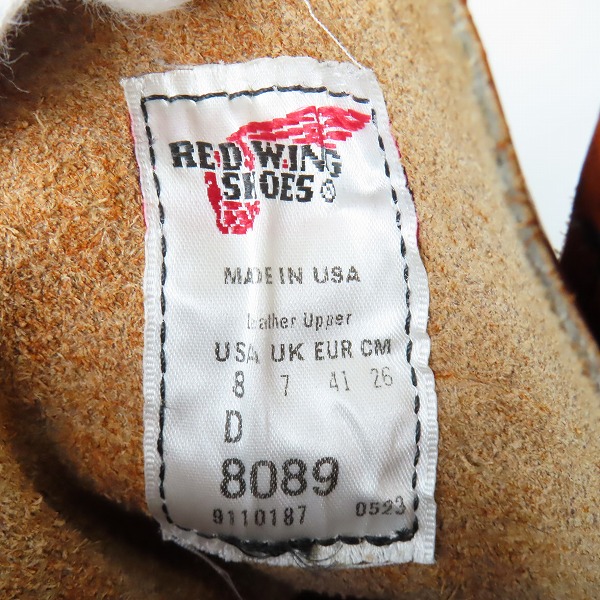 RED WING
SHOES ®
MADE IN USA
Leather Upper
USA UK EUR CM
8 7 41 26
D
8089
9110187 0523